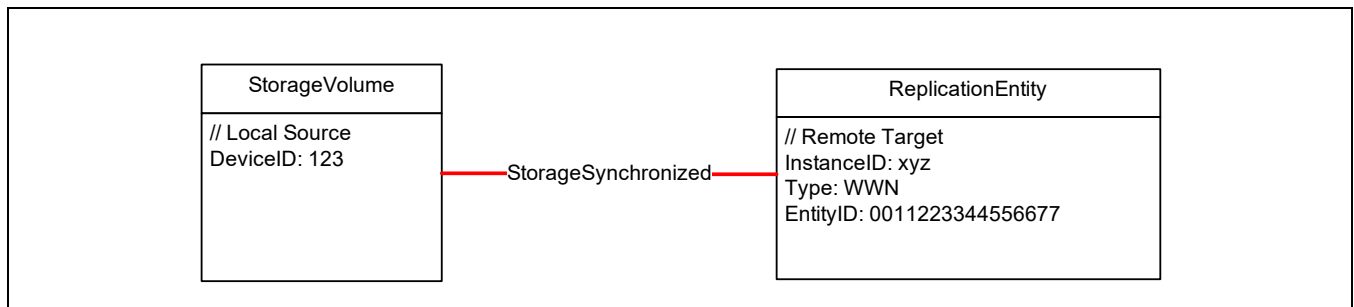 StorageVolume
// Local Source
DeviceID: 123
StorageSynchronized
ReplicationEntity
// Remote Target
InstanceID: xyz
Type: WWN
EntityID: 0011223344556677